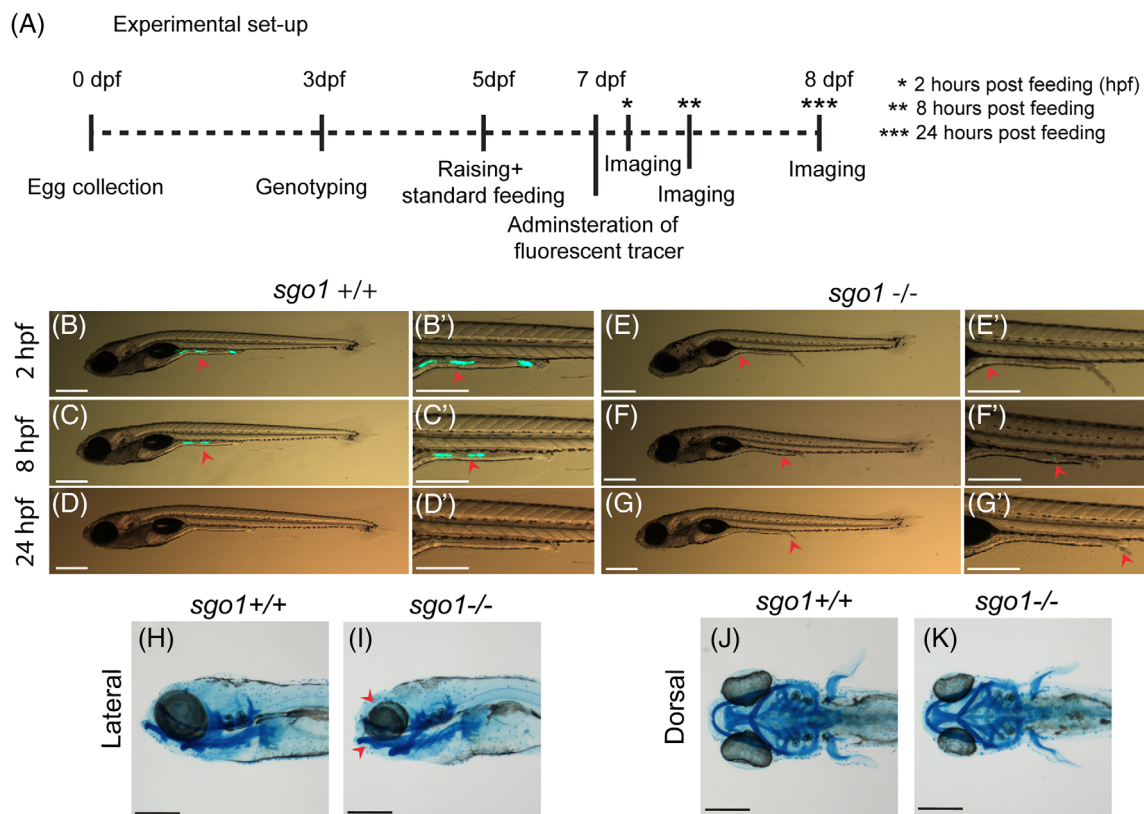 (A) Experimental set-up
0 dpf 3dpf 5dpf 7 dpf 8 dpf
* ** ***
* 2 hours post feeding (hpf)
** 8 hours post feeding
*** 24 hours post feeding
Egg collection
Genotyping
Raising+
standard feeding
Adminsteration of
fluorescent tracer
Imaging
Imaging
Imaging
sgo1 +/+ sgo1 -/-
2 hpf
(B) (B') (E) (E')
8 hpf
(C) (C') (F) (F')
24 hpf
(D) (D') (G) (G')
sgo1+/+ sgo1-/- sgo1+/+ sgo1-/-
Lateral
(H) (I)
Dorsal
(J) (K)